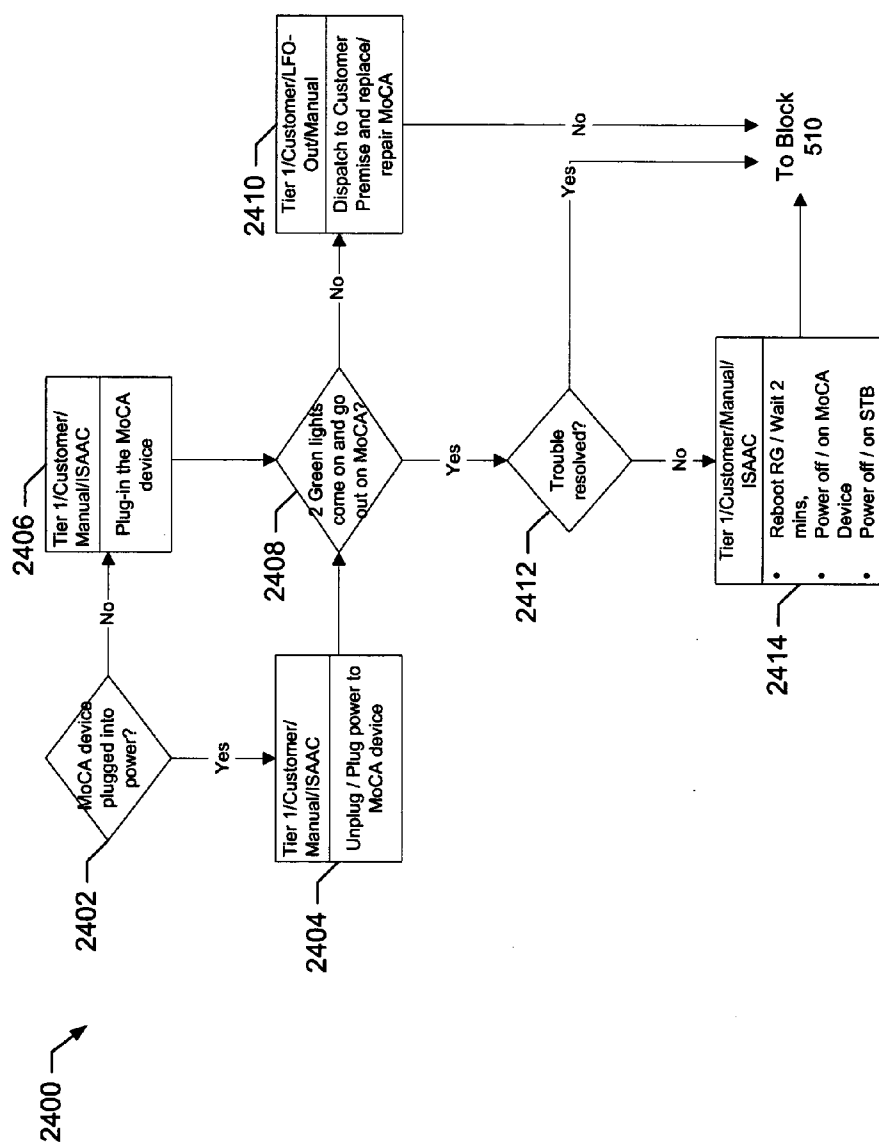 2400
2402
MoCA device
plugged into
power?
No
Yes
2406
Tier 1/Customer/
Manual/ISAAC
Plug-in the MoCA
device
2404
Tier 1/Customer/
Manual/ISAAC
Unplug / Plug power to
MoCA device
2408
2 Green lights
come on and go
out on MoCA?
No
Yes
2410
Tier 1/Customer/LFO-
Out/Manual
Dispatch to Customer
Premise and replace/
repair MoCA
No
2412
Trouble
resolved?
Yes
No
2414
Tier 1/Customer/Manual/
ISAAC
• Reboot RG / Wait 2
mins,
• Power off / on MoCA
Device
• Power off / on STB
To Block
510